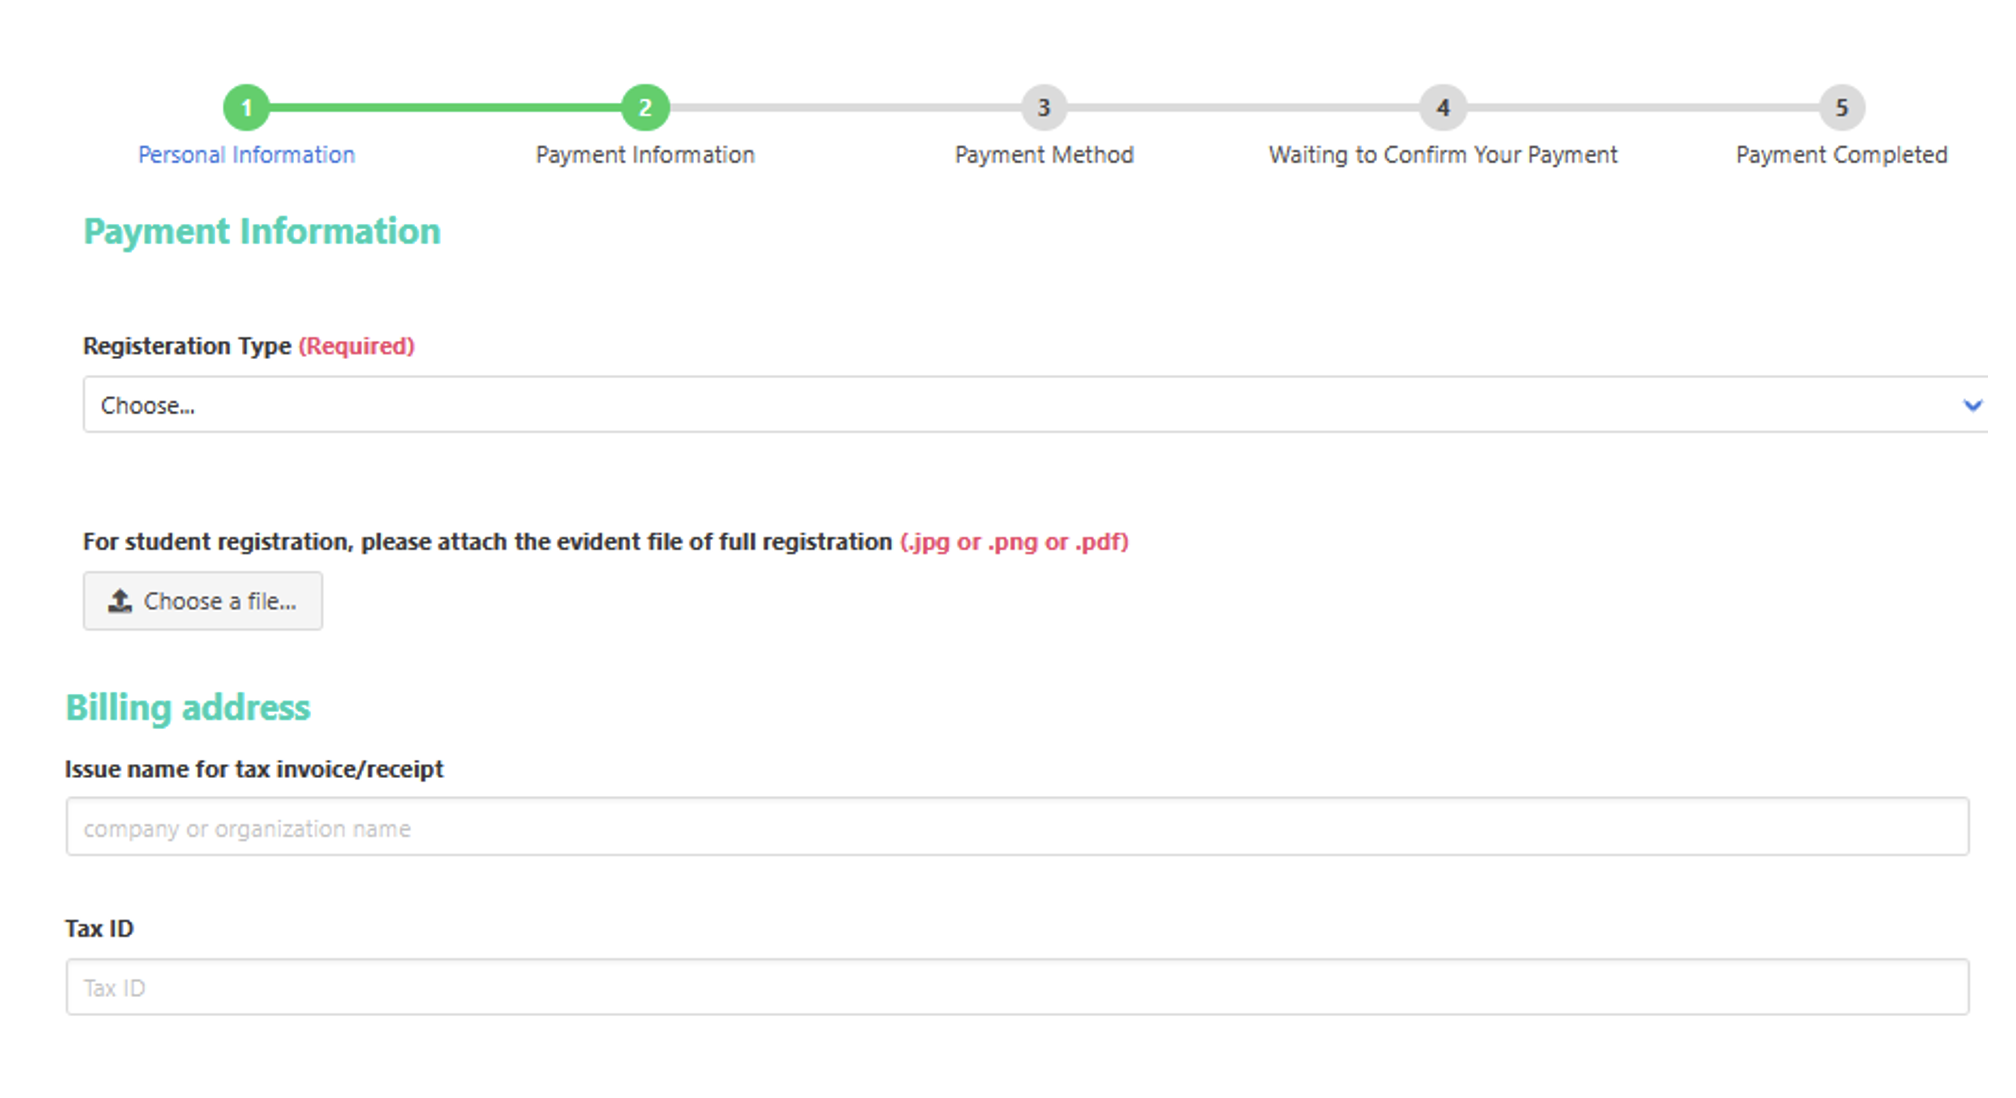 1 2 3 4 5
Personal Information Payment Information Payment Method Waiting to Confirm Your Payment Payment Completed
Payment Information
Registeration Type (Required)
Choose...
For student registration, please attach the evident file of full registration (.jpg or .png or .pdf)
Choose a file...
Billing address
Issue name for tax invoice/receipt
company or organization name
Tax ID
Tax ID